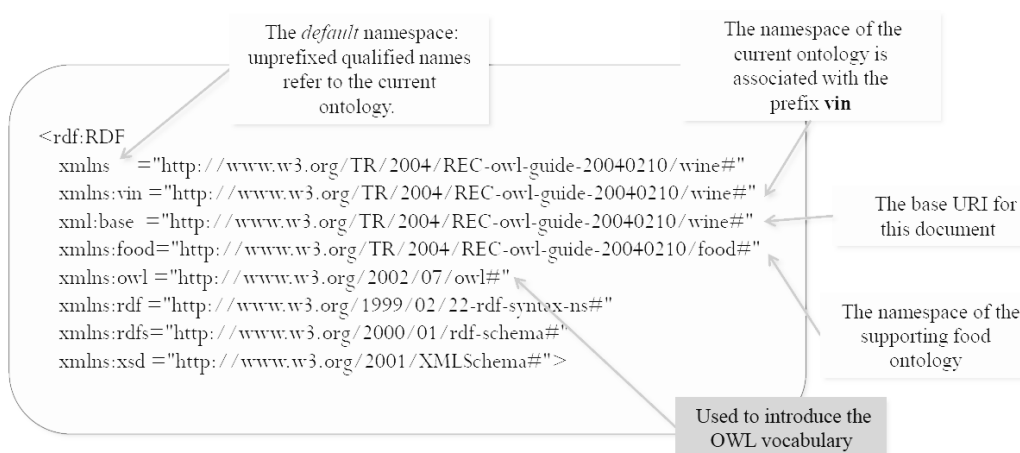 The default namespace:
unprefixed qualified names
refer to the current
ontology.
The namespace of the
current ontology is
associated with the
prefix vin
<rdf:RDF
xmlns ="http://www.w3.org/TR/2004/REC-owl-guide-20040210/wine#"
xmlns:vin ="http://www.w3.org/TR/2004/REC-owl-guide-20040210/wine#"
xml:base ="http://www.w3.org/TR/2004/REC-owl-guide-20040210/wine#"
xmlns:food="http://www.w3.org/TR/2004/REC-owl-guide-20040210/food#"
xmlns:owl ="http://www.w3.org/2002/07/owl#"
xmlns:rdf ="http://www.w3.org/1999/02/22-rdf-syntax-ns#"
xmlns:rdfs="http://www.w3.org/2000/01/rdf-schema#"
xmlns:xsd ="http://www.w3.org/2001/XMLSchema#">
The base URI for
this document
The namespace of the
supporting food
ontology
Used to introduce the
OWL vocabulary